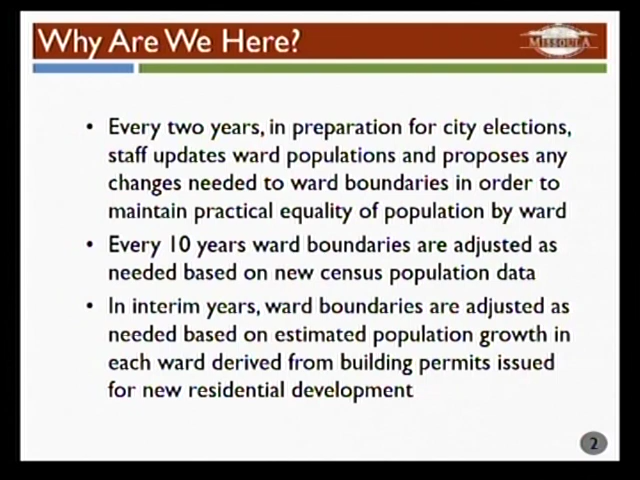 Why Are We Here?
MISSOULA
• Every two years, in preparation for city elections,
staff updates ward populations and proposes any
changes needed to ward boundaries in order to
maintain practical equality of population by ward
• Every 10 years ward boundaries are adjusted as
needed based on new census population data
• In interim years, ward boundaries are adjusted as
needed based on estimated population growth in
each ward derived from building permits issued
for new residential development
2